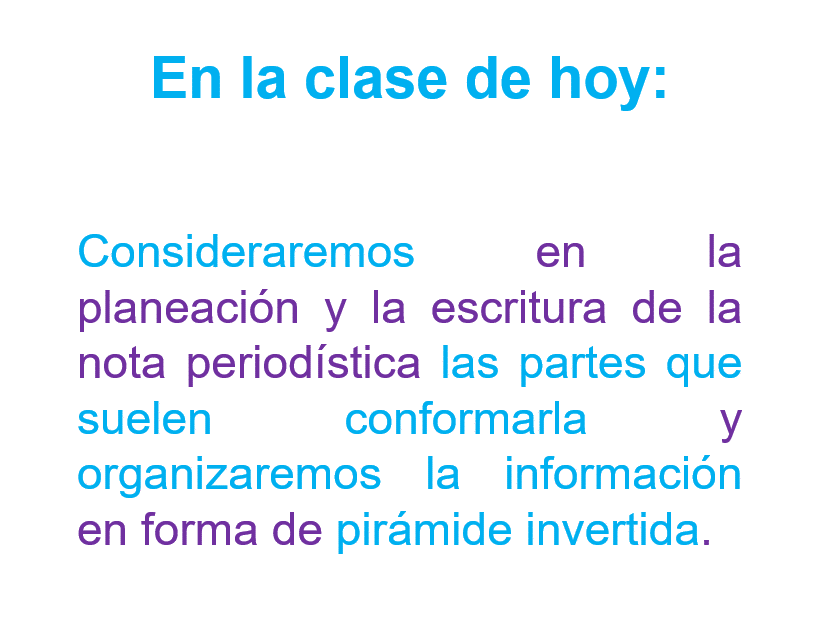 En la clase de hoy:
Consideraremos en la
planeación y la escritura de la
nota periodística las partes que
suelen conformarla y
organizaremos la información
en forma de pirámide invertida.